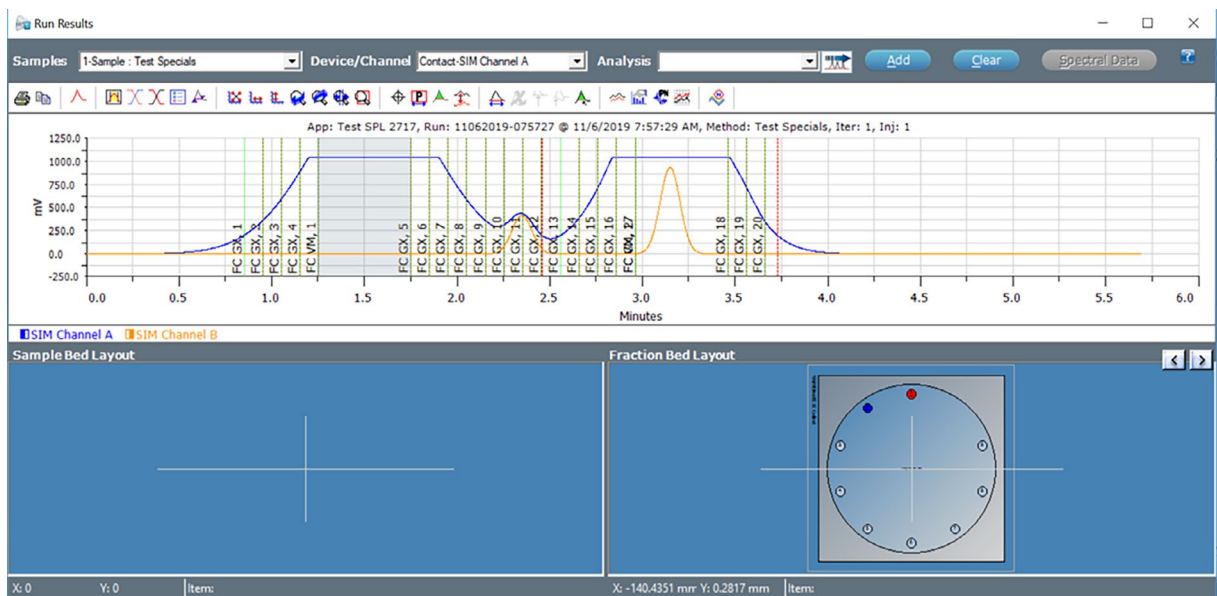 Run Results
Samples 1-Sample : Test Specials Device/Channel Contact-SIM Channel A Analysis Add Clear Spectral Data ?
App: Test SPL 2717, Run: 11062019-075727 @ 11/6/2019 7:57:29 AM, Method: Test Specials, Iter: 1, Inj: 1
1250.0
1000.0
750.0
500.0
250.0
0.0
-250.0
mV
FC GX, 1
FC GX, 2
FC GX, 3
FC GX, 4
FC VM, 1
FC GX, 5
FC GX, 6
FC GX, 7
FC GX, 8
FC GX, 9
FC GX, 10
FC GX, 11
FC GX, 12
FC GX, 13
FC GX, 14
FC GX, 15
FC GX, 16
FC GX, 18
FC GX, 19
FC GX, 20
0.0 0.5 1.0 1.5 2.0 2.5 3.0 3.5 4.0 4.5 5.0 5.5 6.0
Minutes
SIM Channel A SIM Channel B
Sample Bed Layout Fraction Bed Layout
X: 0 Y: 0 Item: X: -140.4351 mm Y: 0.2817 mm Item: